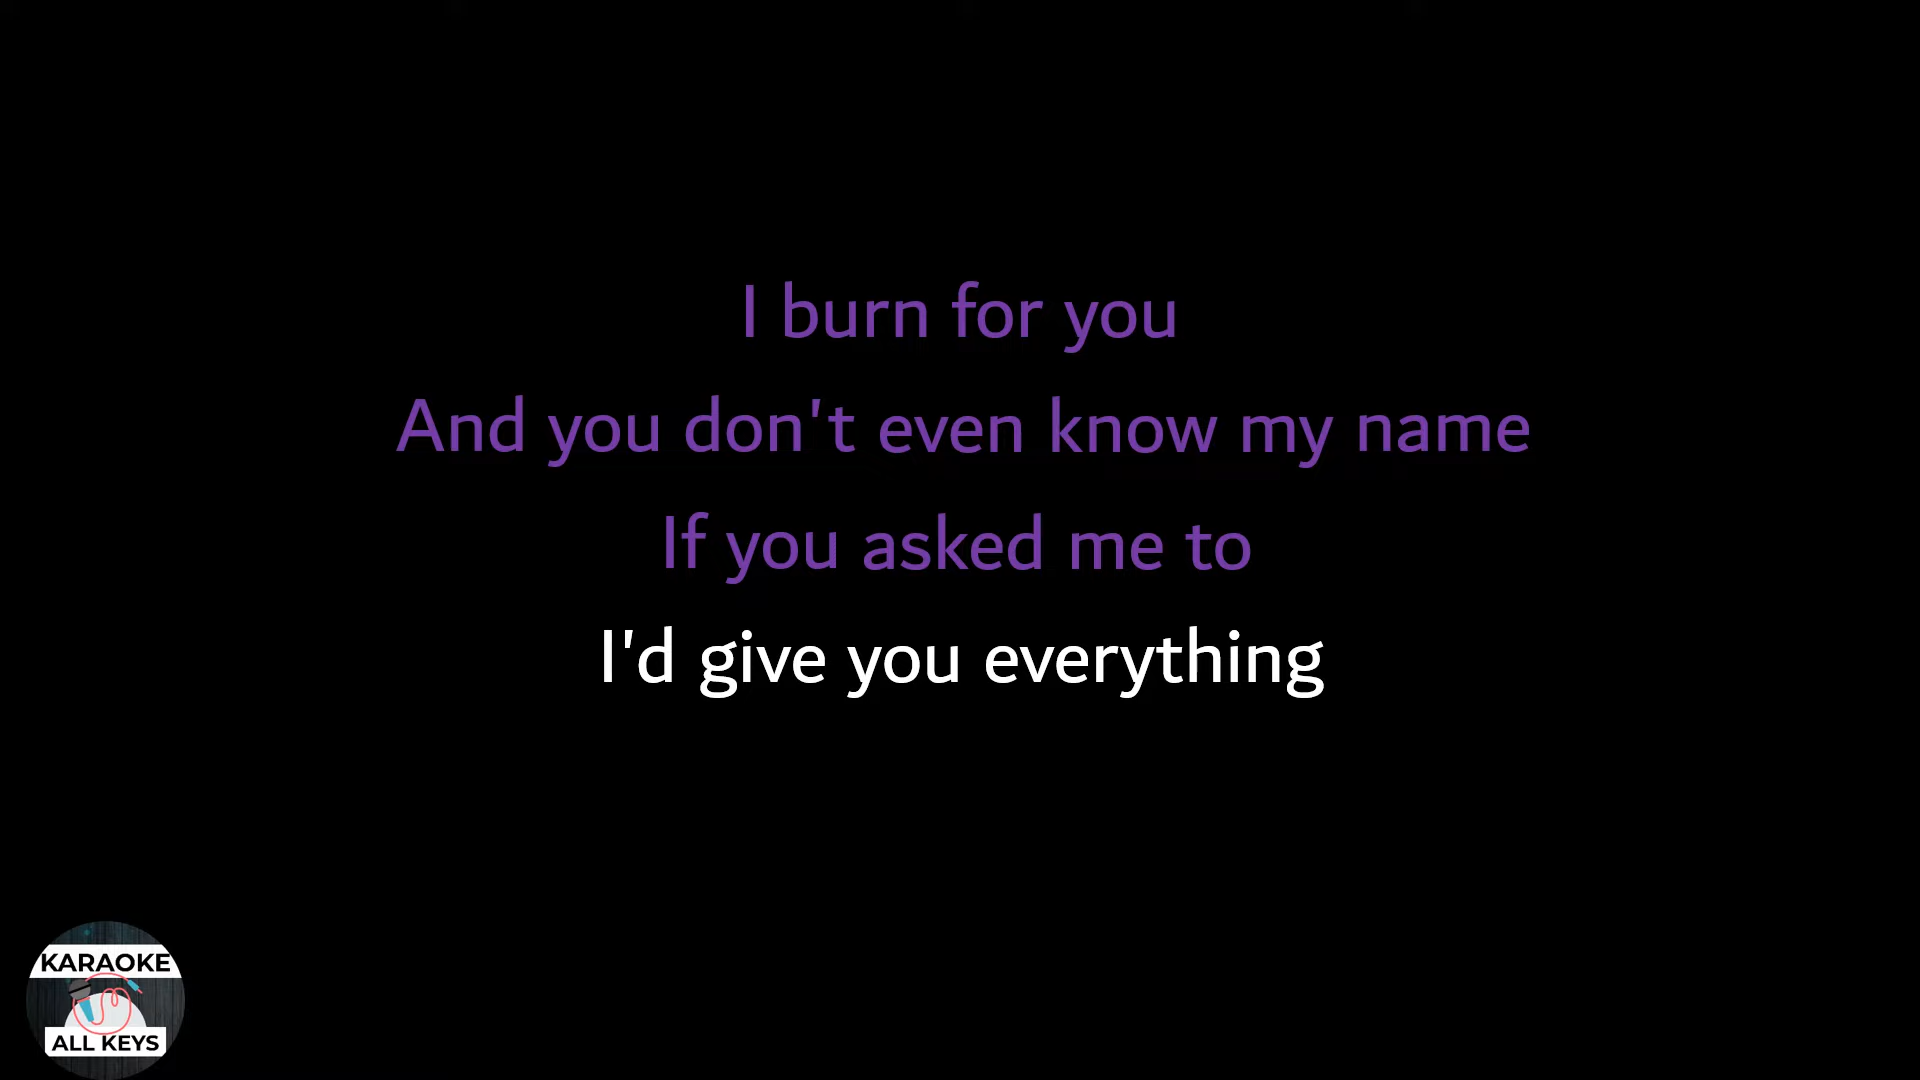 I burn for you
And you don't even know my name
If you asked me to
I'd give you everything
KARAOKE
ALL KEYS